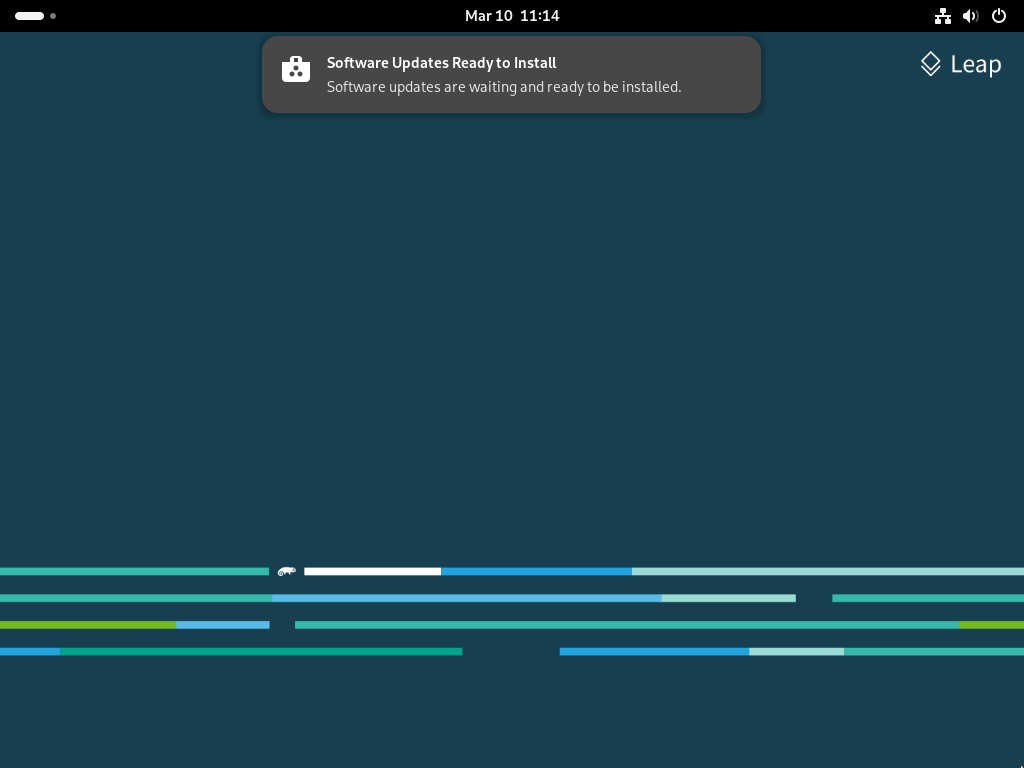 Mar 10 11:14
Software Updates Ready to Install
Software updates are waiting and ready to be installed.
Leap